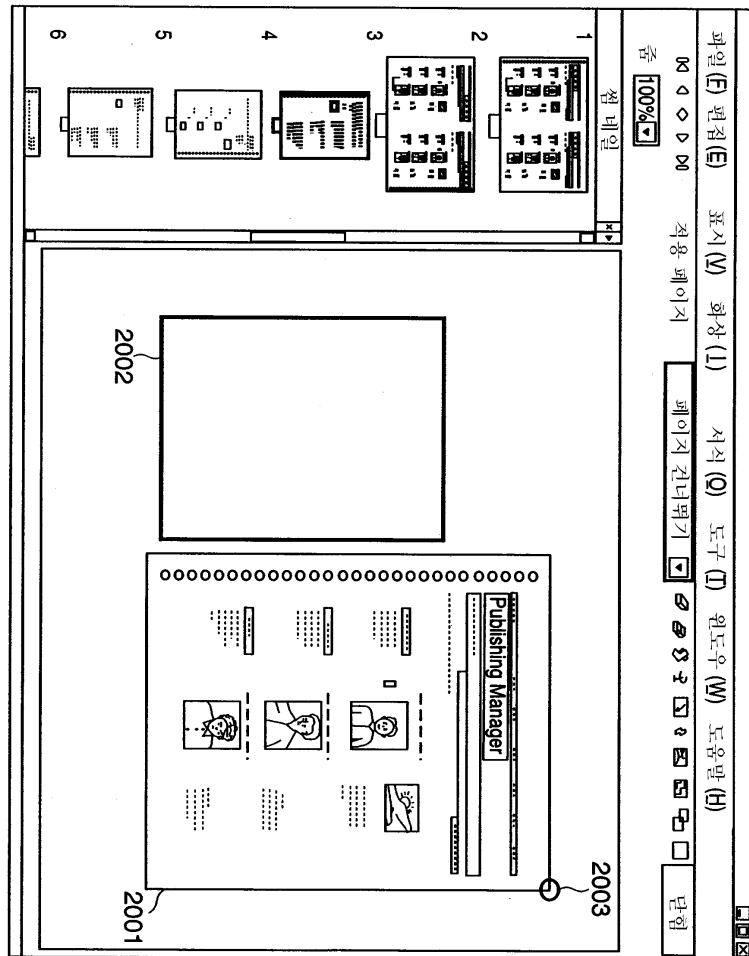 파일 (F) 편집 (E) 표시 (V) 화상 (I) 서식 (O) 도구 (T) 윈도우 (W) 도움말 (H)
적용 페이지 페이지 건너뛰기 닫힘
줌 100%
썸네일
1
2
3
4
5
6
Publishing Manager
2001
2002
2003